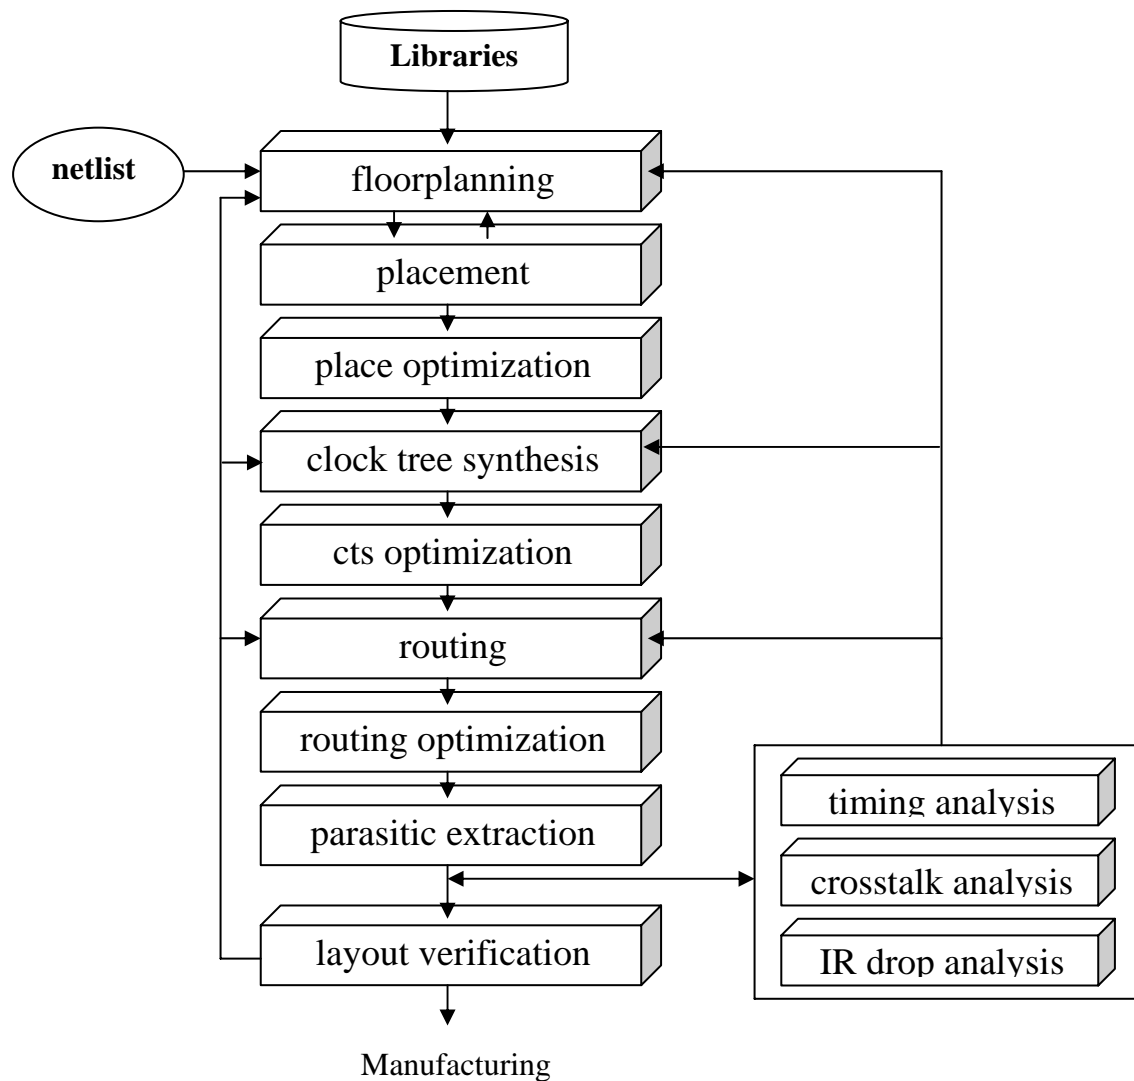 Libraries
netlist
floorplanning
placement
place optimization
clock tree synthesis
cts optimization
routing
routing optimization
timing analysis
parasitic extraction
crosstalk analysis
layout verification
IR drop analysis
Manufacturing